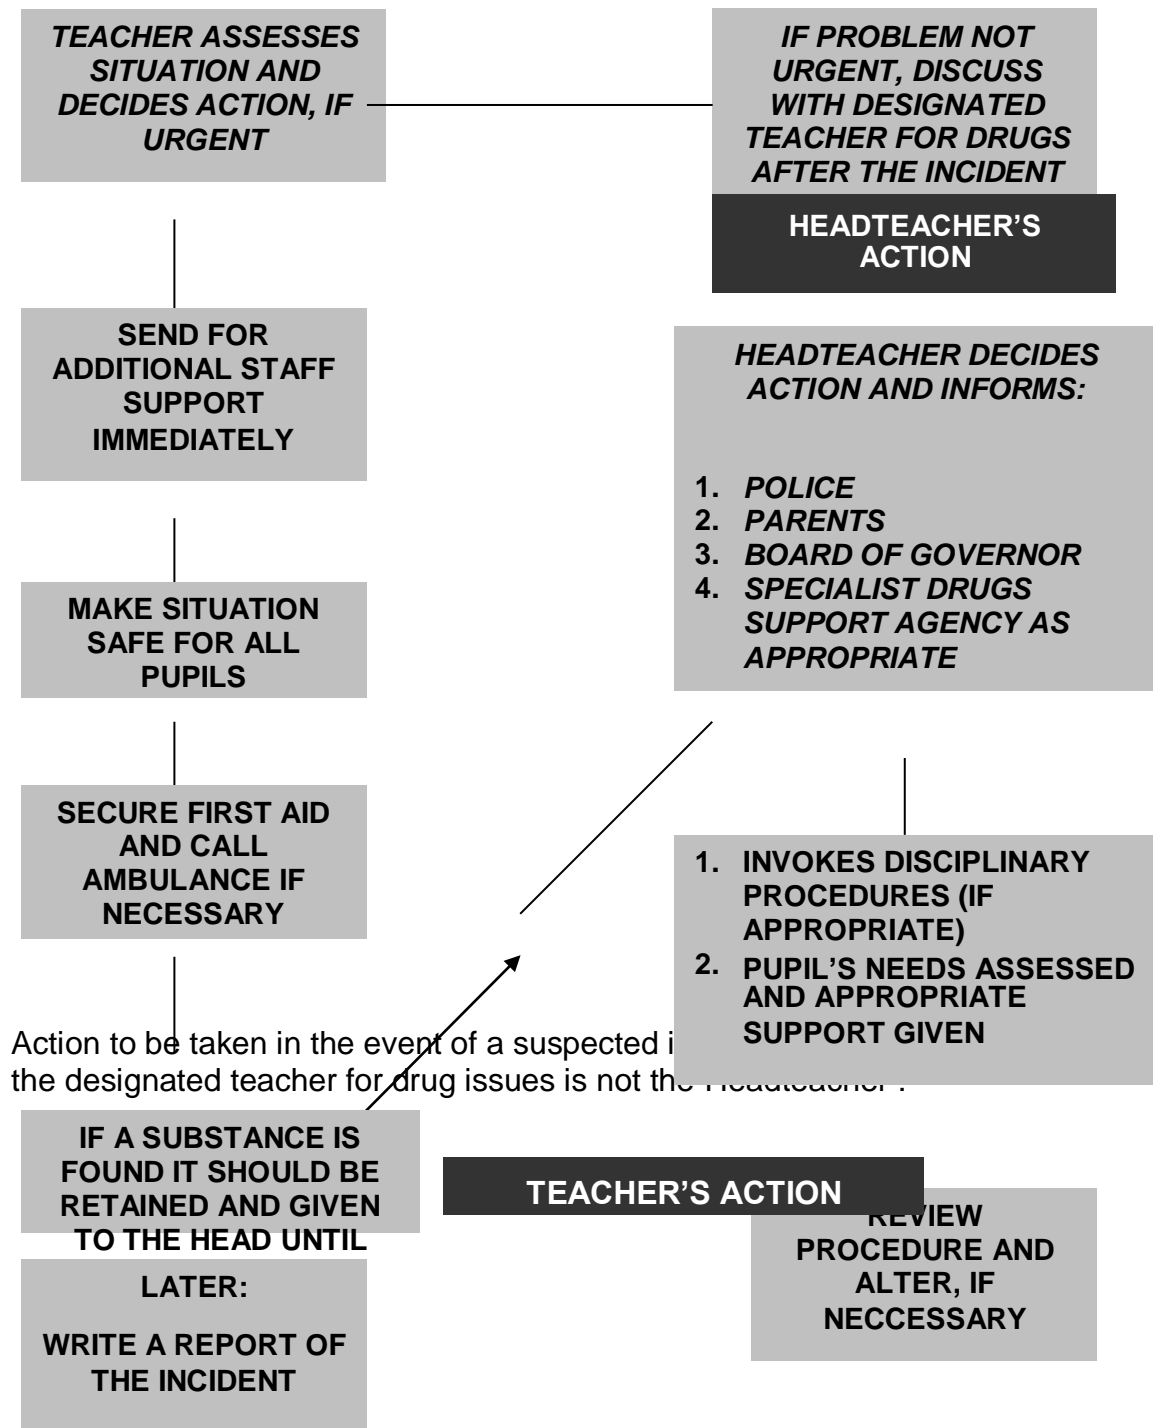 TEACHER ASSESSES
SITUATION AND
DECIDES ACTION, IF
URGENT
IF PROBLEM NOT
URGENT, DISCUSS
WITH DESIGNATED
TEACHER FOR DRUGS
AFTER THE INCIDENT
HEADTEACHER’S
ACTION
SEND FOR
ADDITIONAL STAFF
SUPPORT
IMMEDIATELY
HEADTEACHER DECIDES
ACTION AND INFORMS:
1. POLICE
2. PARENTS
3. BOARD OF GOVERNOR
4. SPECIALIST DRUGS
SUPPORT AGENCY AS
APPROPRIATE
MAKE SITUATION
SAFE FOR ALL
PUPILS
SECURE FIRST AID
AND CALL
AMBULANCE IF
NECESSARY
1. INVOKES DISCIPLINARY
PROCEDURES (IF
APPROPRIATE)
2. PUPIL’S NEEDS ASSESSED
AND APPROPRIATE
SUPPORT GIVEN
Action to be taken in the event of a suspected
the designated teacher for drug issues is not the Headteacher .
IF A SUBSTANCE IS
FOUND IT SHOULD BE
RETAINED AND GIVEN
TO THE HEAD UNTIL
TEACHER’S ACTION
REVIEW
PROCEDURE AND
ALTER, IF
NECCESSARY
LATER:
WRITE A REPORT OF
THE INCIDENT